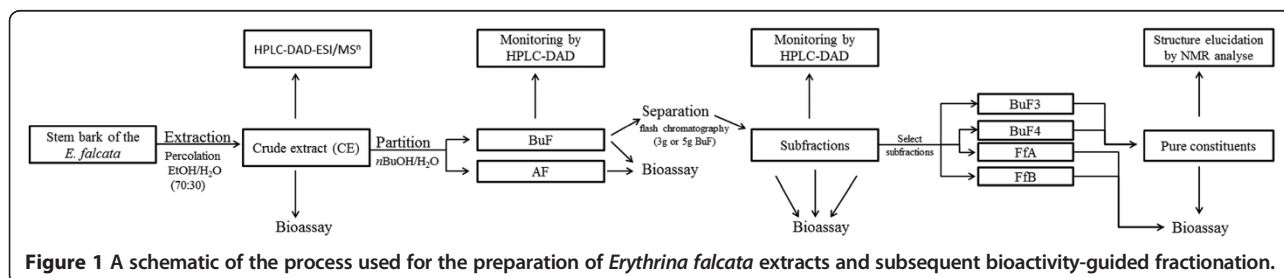 HPLC-DAD-ESI/MSⁿ
Monitoring by
HPLC-DAD
Monitoring by
HPLC-DAD
Structure elucidation
by NMR analyse
Stem bark of the
E. falcata
Extraction
Percolation
EtOH/H₂O
(70:30)
Crude extract (CE)
Partition
nBuOH/H₂O
BuF
AF
Separation
flash chromatography
(3g or 5g BuF)
Bioassay
Subfractions
Select
subfractions
BuF3
BuF4
FfA
FfB
Pure constituents
Bioassay
Bioassay
Bioassay
Figure 1 A schematic of the process used for the preparation of Erythrina falcata extracts and subsequent bioactivity-guided fractionation.